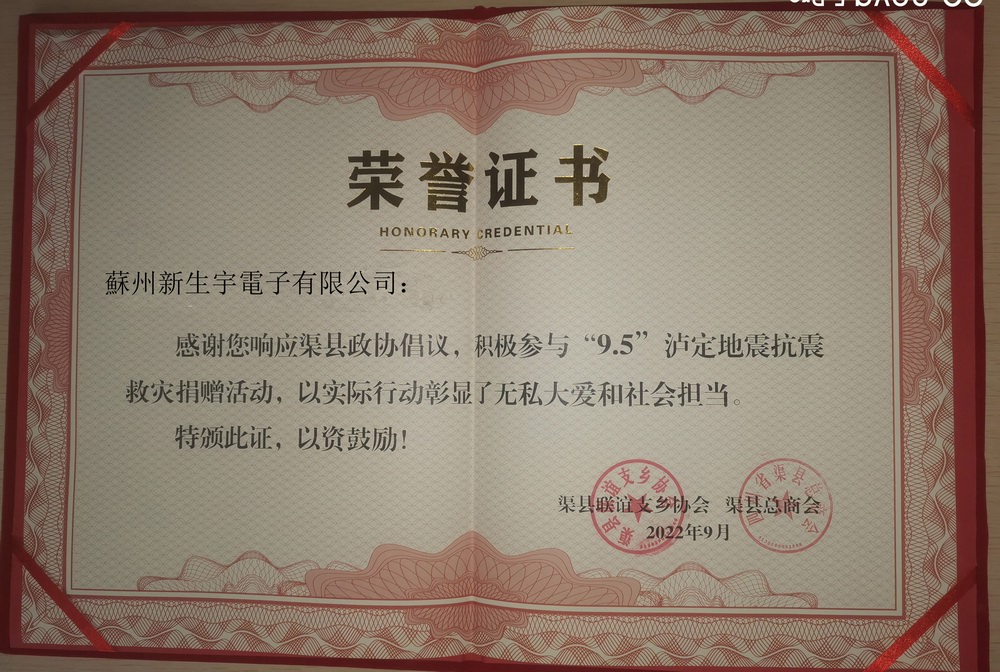 荣誉证书
HONORARY CREDENTIAL
蘇州新生宇電子有限公司：
感谢您响应渠县政协倡议，积极参与“9.5”泸定地震抗震
救灾捐赠活动，以实际行动彰显了无私大爱和社会担当。
特颁此证，以资鼓励！
渠县联谊支乡协会 渠县总商会
2022年9月